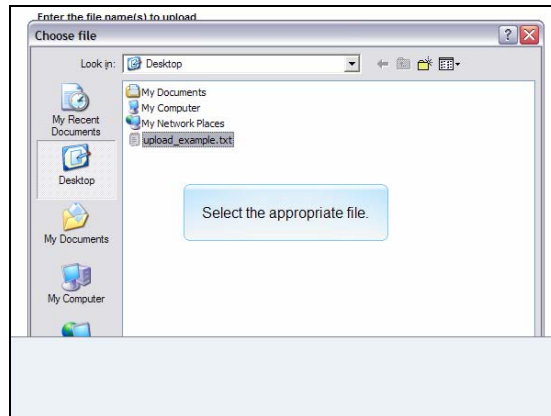 Enter the file name(s) to upload
Choose file
Look in: Desktop
My Documents
My Computer
My Network Places
upload_example.txt
My Recent
Documents
Desktop
My Documents
My Computer
Select the appropriate file.